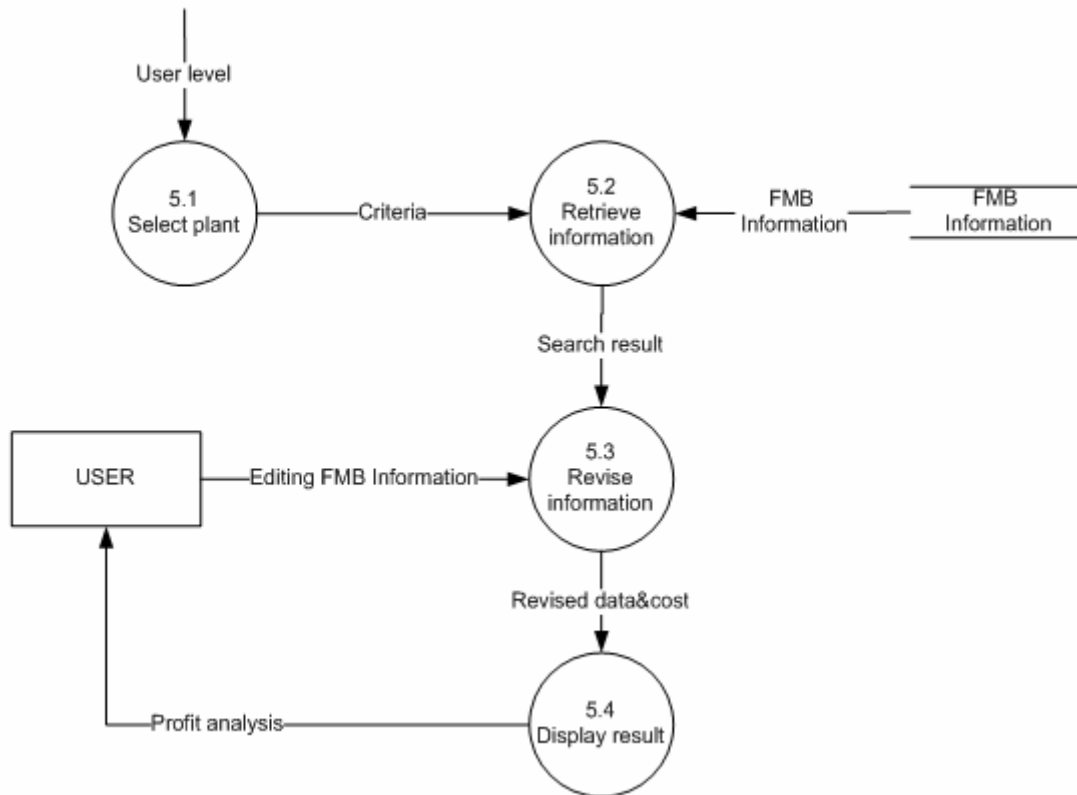 User level
5.1
Select plant
Criteria
5.2
Retrieve
information
FMB
Information
FMB
Information
Search result
USER
Editing FMB Information
5.3
Revise
information
Revised data&cost
Profit analysis
5.4
Display result